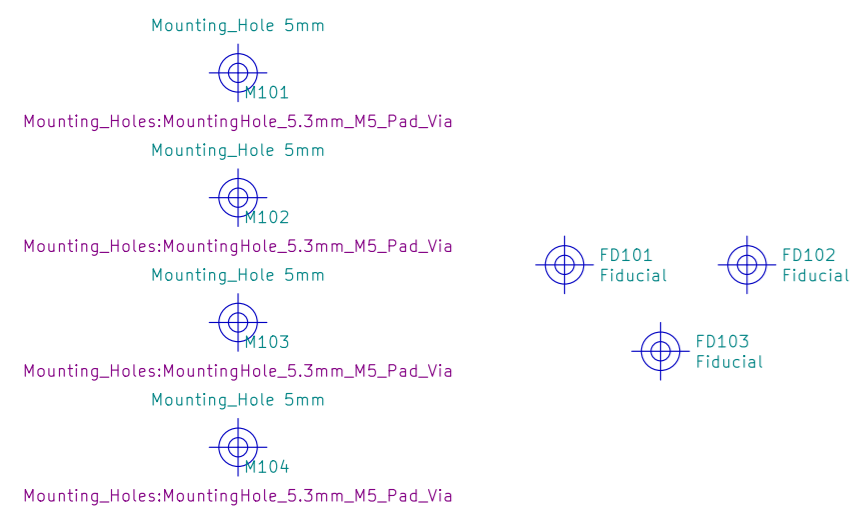 Mounting_Hole 5mm
M101
Mounting_Holes:MountingHole_5.3mm_M5_Pad_Via
Mounting_Hole 5mm
M102
Mounting_Holes:MountingHole_5.3mm_M5_Pad_Via
Mounting_Hole 5mm
M103
Mounting_Holes:MountingHole_5.3mm_M5_Pad_Via
Mounting_Hole 5mm
M104
Mounting_Holes:MountingHole_5.3mm_M5_Pad_Via
FD101
Fiducial
FD102
Fiducial
FD103
Fiducial